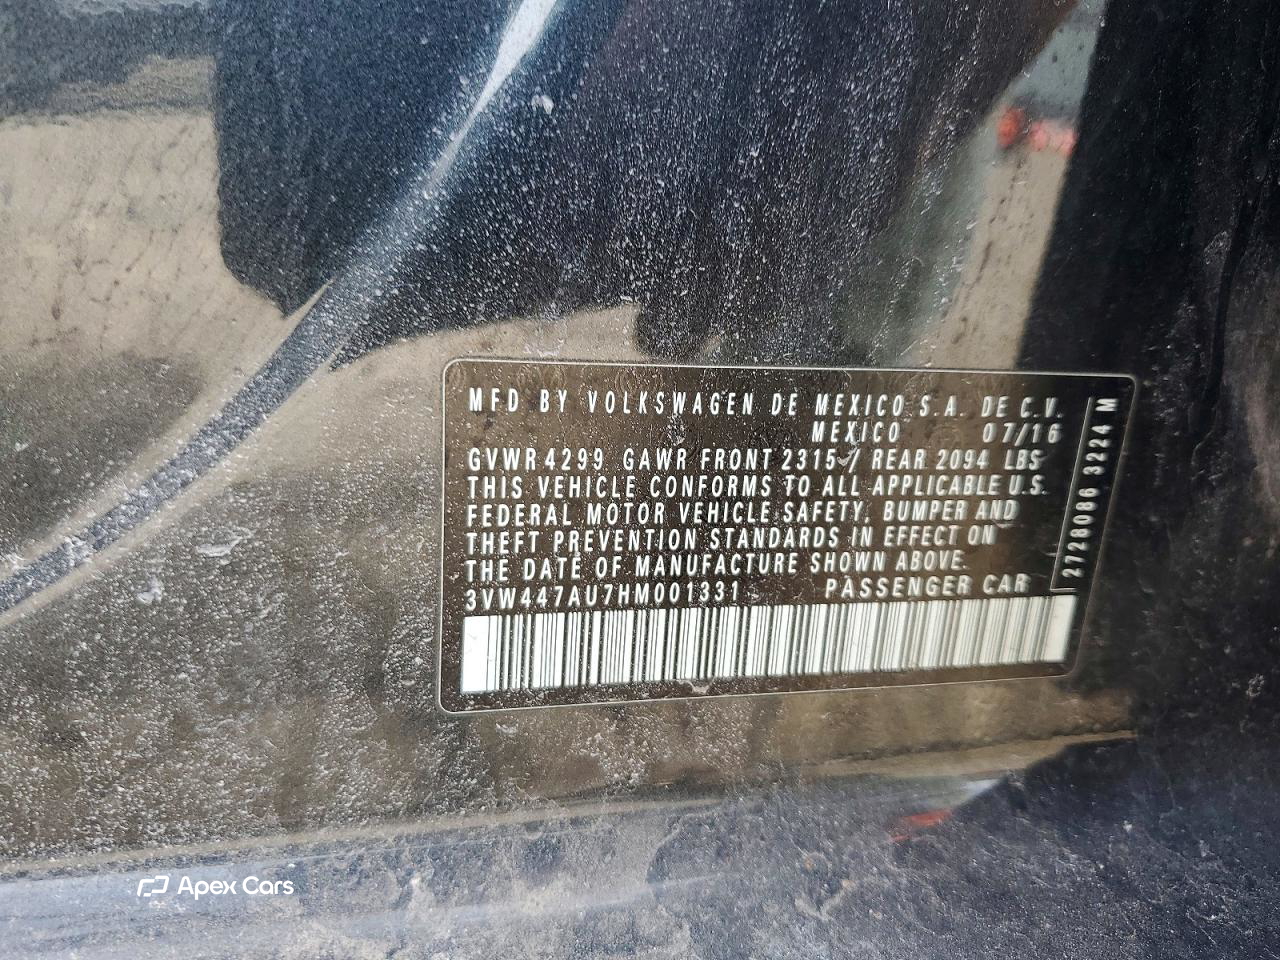 MFD BY VOLKSWAGEN DE MEXICO S.A. DE C.V.
MEXICO 07/16
GVWR 4299 GAWR FRONT 2315 / REAR 2094 LBS
THIS VEHICLE CONFORMS TO ALL APPLICABLE U.S.
FEDERAL MOTOR VEHICLE SAFETY, BUMPER AND
THEFT PREVENTION STANDARDS IN EFFECT ON
THE DATE OF MANUFACTURE SHOWN ABOVE.
3VW447AU7HM001331 PASSENGER CAR
2728086 3224 M
Apex Cars